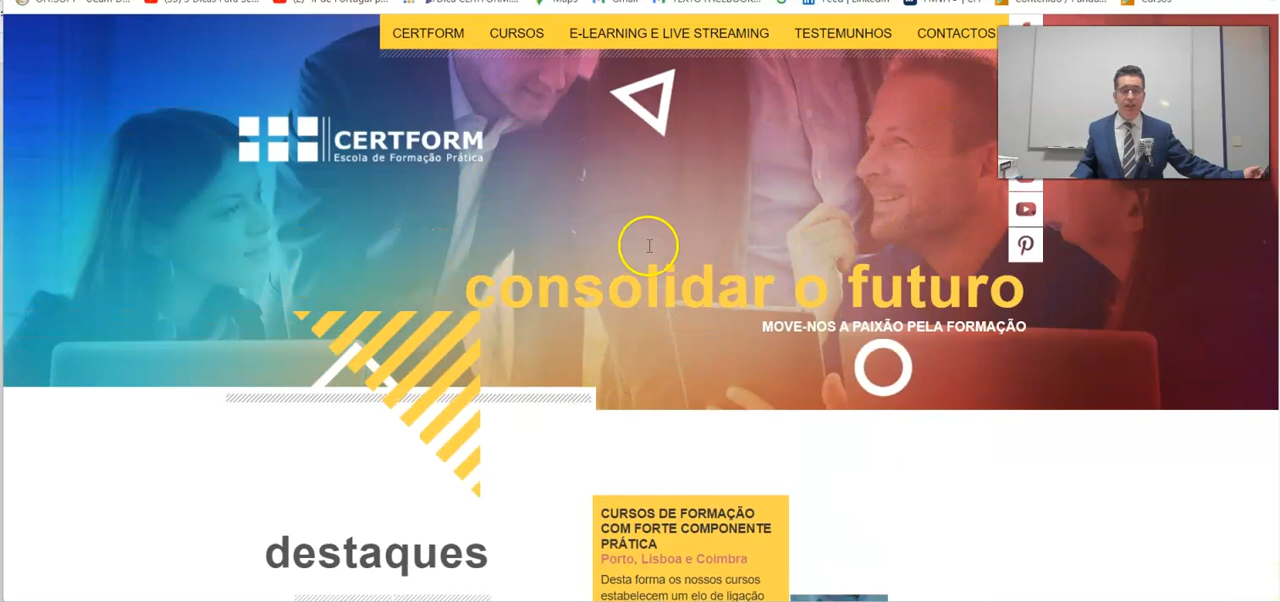 CERTFORM CURSOS E-LEARNING E LIVE STREAMING TESTEMUNHOS CONTACTOS
CERTFORM
Escola de Formação Prática
consolidar o futuro
MOVE-NOS A PAIXÃO PELA FORMAÇÃO
destaques
CURSOS DE FORMAÇÃO
COM FORTE COMPONENTE
PRÁTICA
Porto, Lisboa e Coimbra
Desta forma os nossos cursos
estabelecem um elo de ligação